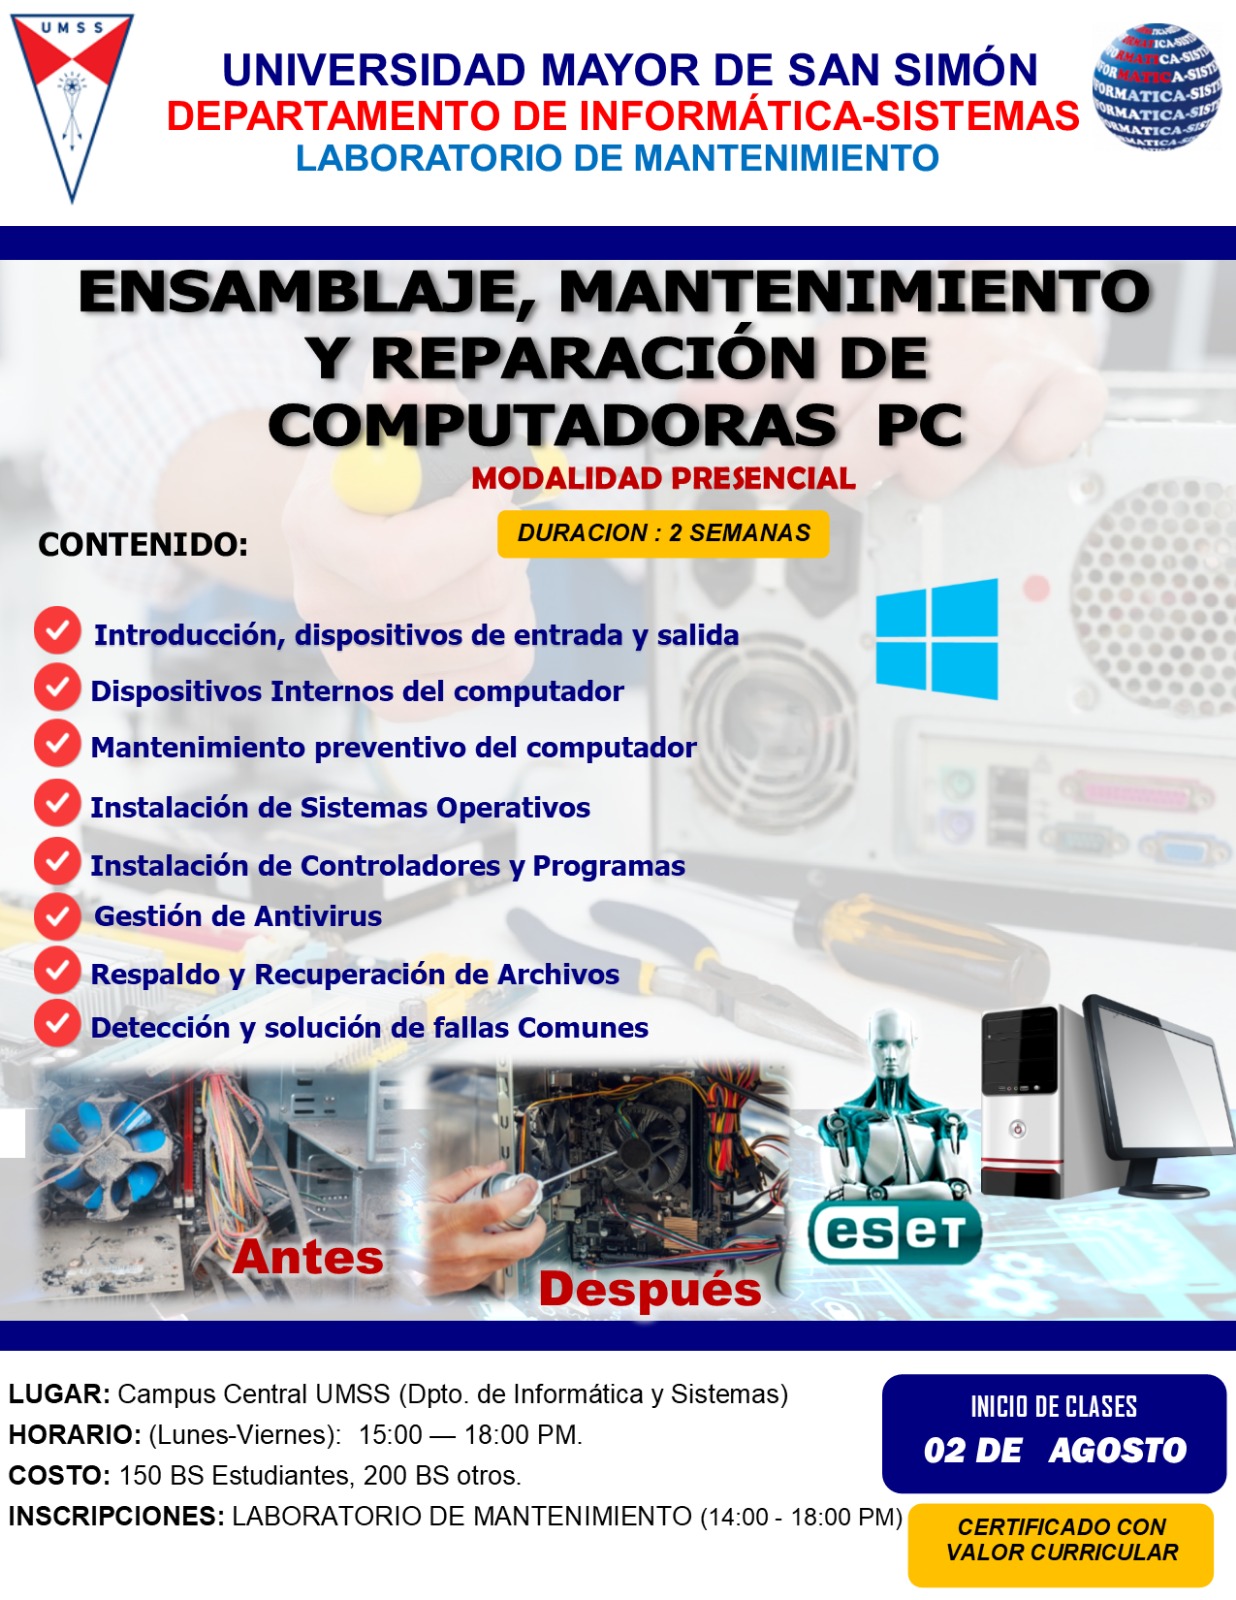 UMSS
UNIVERSIDAD MAYOR DE SAN SIMÓN
DEPARTAMENTO DE INFORMÁTICA-SISTEMAS
LABORATORIO DE MANTENIMIENTO
ENSAMBLAJE, MANTENIMIENTO
Y REPARACIÓN DE
COMPUTADORAS PC
MODALIDAD PRESENCIAL
DURACION : 2 SEMANAS
CONTENIDO:
Introducción, dispositivos de entrada y salida
Dispositivos Internos del computador
Mantenimiento preventivo del computador
Instalación de Sistemas Operativos
Instalación de Controladores y Programas
Gestión de Antivirus
Respaldo y Recuperación de Archivos
Detección y solución de fallas Comunes
Antes
Después
eseT
LUGAR: Campus Central UMSS (Dpto. de Informática y Sistemas)
HORARIO: (Lunes-Viernes): 15:00 — 18:00 PM.
COSTO: 150 BS Estudiantes, 200 BS otros.
INSCRIPCIONES: LABORATORIO DE MANTENIMIENTO (14:00 - 18:00 PM)
INICIO DE CLASES
02 DE AGOSTO
CERTIFICADO CON
VALOR CURRICULAR